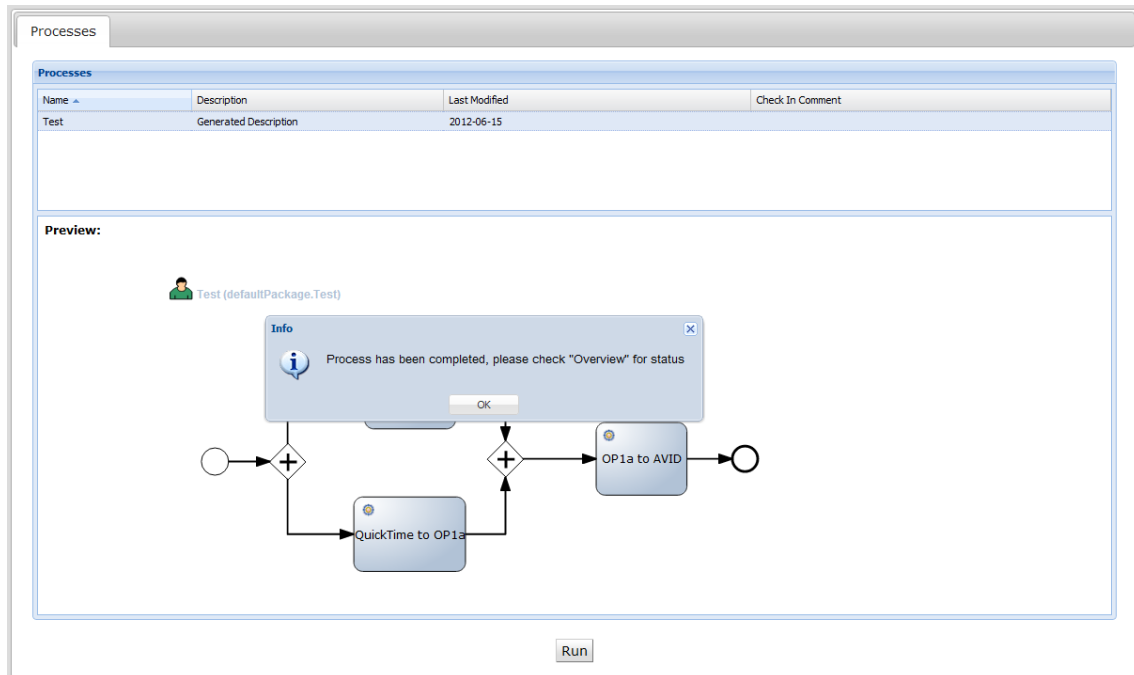 Processes
Processes
Name Description Last Modified Check In Comment
Test Generated Description 2012-06-15
Preview:
Test (defaultPackage.Test)
Info
Process has been completed, please check "Overview" for status
OK
OP1a to AVID
QuickTime to OP1a
Run